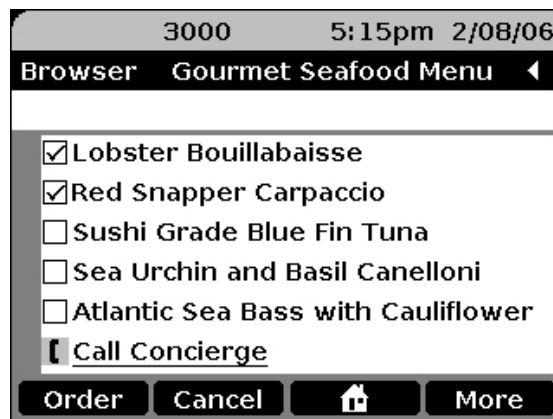 3000 5:15pm 2/08/06
Browser Gourmet Seafood Menu
Lobster Bouillabaisse
Red Snapper Carpaccio
Sushi Grade Blue Fin Tuna
Sea Urchin and Basil Canelloni
Atlantic Sea Bass with Cauliflower
Call Concierge
Order Cancel More